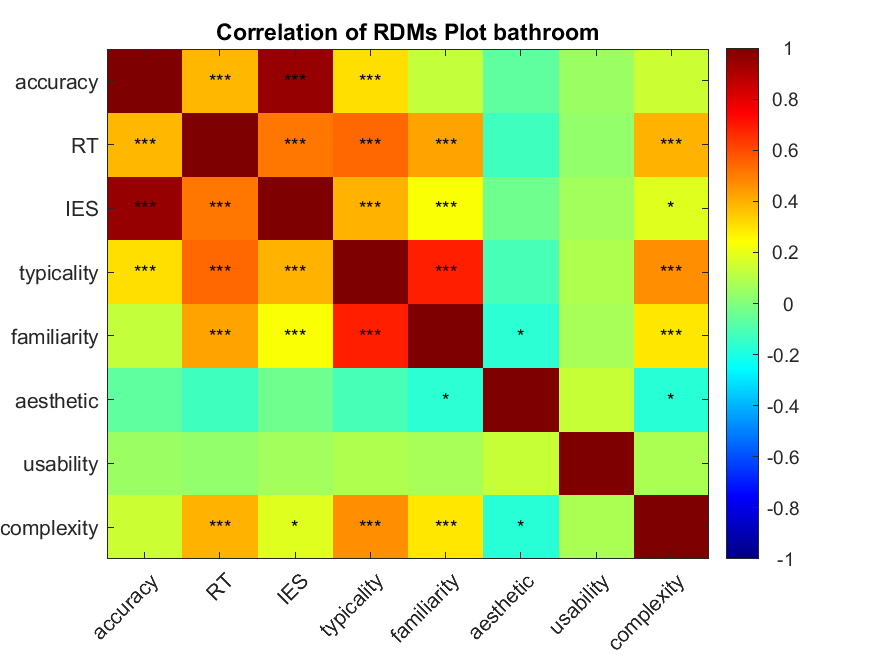 Correlation of RDMs Plot bathroom
accuracy *** *** ***
RT *** *** *** *** ***
IES *** *** *** *** *
typicality *** *** *** *** ***
familiarity *** *** *** * ***
aesthetic * *
usability
complexity *** * *** *** *
accuracy RT IES typicality familiarity aesthetic usability complexity
1
0.8
0.6
0.4
0.2
0
-0.2
-0.4
-0.6
-0.8
-1